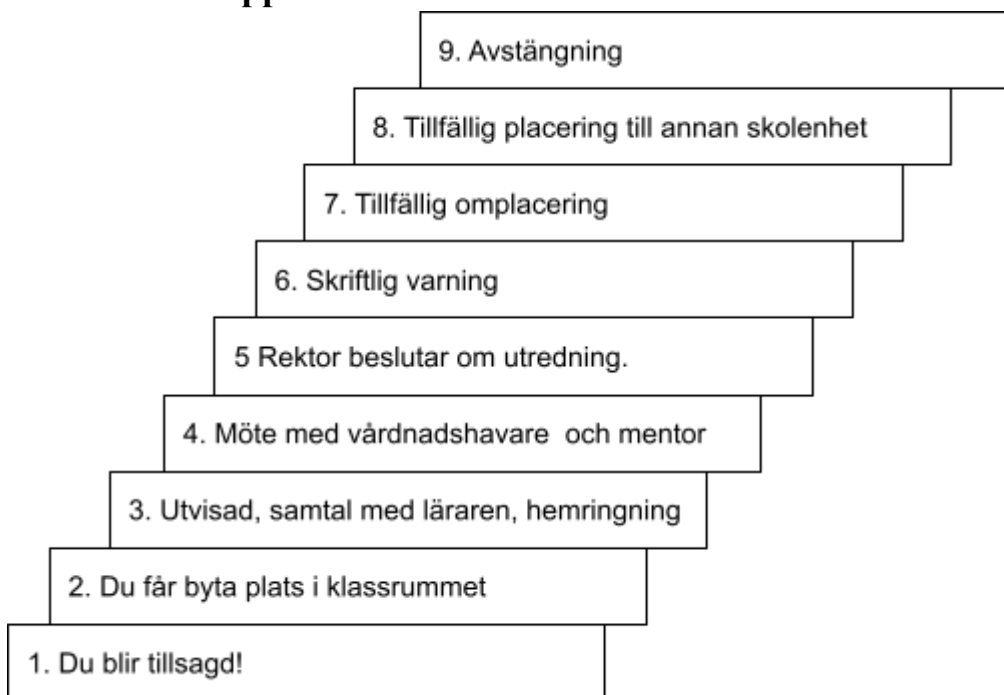 9. Avstängning
8. Tillfällig placering till annan skolenhet
7. Tillfällig omplacering
6. Skriftlig varning
5 Rektor beslutar om utredning.
4. Möte med vårdnadshavare och mentor
3. Utvisad, samtal med läraren, hemringning
2. Du får byta plats i klassrummet
1. Du blir tillsagd!